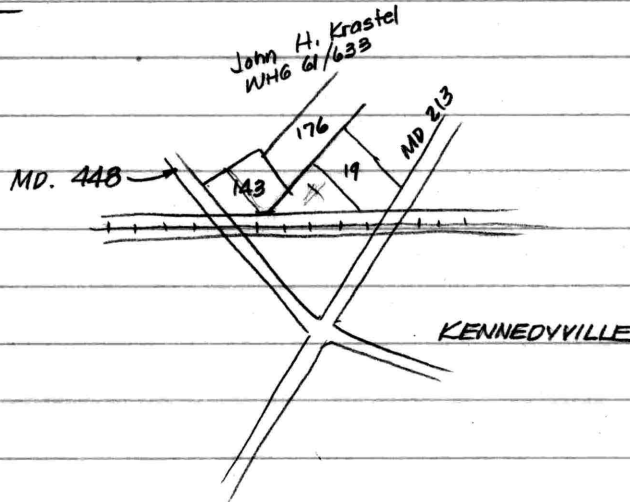 John H. Krastel
WHG 61/633
176
MD 213
MD. 448
143
19
KENNEDYVILLE